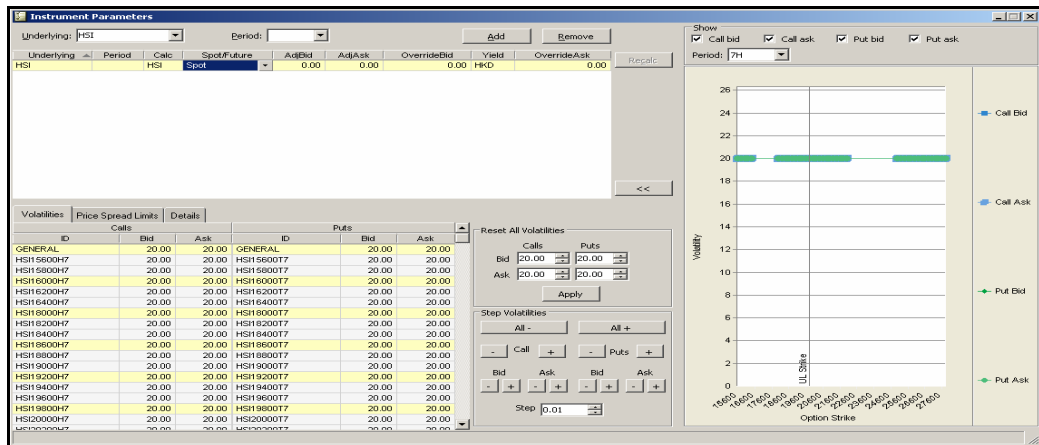 Instrument Parameters
Underlying: HSI Period: Add Remove
Underlying Period Calc Spot/Future AdjBid AdjAsk OverrideBid Yield OverrideAsk
HSI HSI Spot 0.00 0.00 0.00 HKD 0.00
Recalc
<<
Volatilities Price Spread Limits Details
Calls Puts
ID Bid Ask ID Bid Ask
GENERAL 20.00 20.00 GENERAL 20.00 20.00
HSI15600H7 20.00 20.00 HSI15600T7 20.00 20.00
HSI15800H7 20.00 20.00 HSI15800T7 20.00 20.00
HSI16000H7 20.00 20.00 HSI16000T7 20.00 20.00
HSI16200H7 20.00 20.00 HSI16200T7 20.00 20.00
HSI16400H7 20.00 20.00 HSI16400T7 20.00 20.00
HSI18000H7 20.00 20.00 HSI18000T7 20.00 20.00
HSI18200H7 20.00 20.00 HSI18200T7 20.00 20.00
HSI18400H7 20.00 20.00 HSI18400T7 20.00 20.00
HSI18600H7 20.00 20.00 HSI18600T7 20.00 20.00
HSI18800H7 20.00 20.00 HSI18800T7 20.00 20.00
HSI19000H7 20.00 20.00 HSI19000T7 20.00 20.00
HSI19200H7 20.00 20.00 HSI19200T7 20.00 20.00
HSI19400H7 20.00 20.00 HSI19400T7 20.00 20.00
HSI19600H7 20.00 20.00 HSI19600T7 20.00 20.00
HSI19800H7 20.00 20.00 HSI19800T7 20.00 20.00
HSI20000H7 20.00 20.00 HSI20000T7 20.00 20.00
Reset All Volatilities
Calls Puts
Bid 20.00 20.00
Ask 20.00 20.00
Apply
Step Volatilities
All - All +
- Call + - Puts +
Bid Ask Bid Ask
- + - + - + - +
Step 0.01
Show
Call bid Call ask Put bid Put ask
Period: 7H
26
24
22
20
18
16
14
12
10
8
6
4
2
0
Volatility
UL Strike
15600 16600 17600 18600 19600 20600 21600 22600 23600 24600 25600 26600 27600
Option Strike
Call Bid
Call Ask
Put Bid
Put Ask